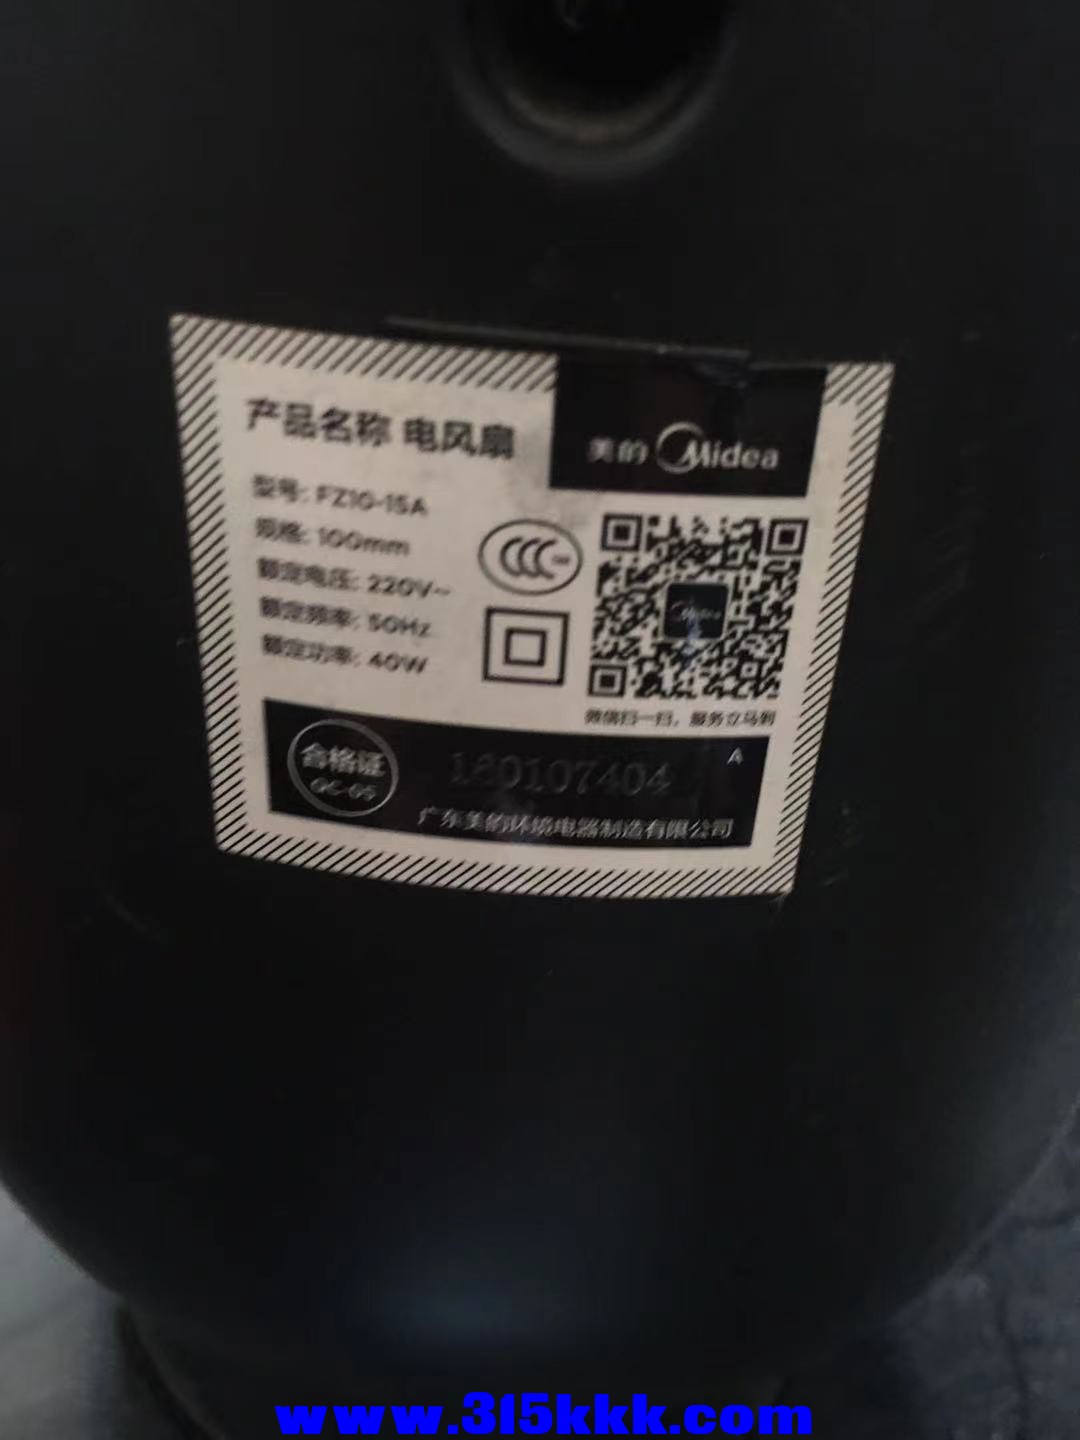 产品名称 电风扇
美的 Midea
型号: FZ10-15A
规格: 100mm
额定电压: 220V~
额定频率: 50Hz
额定功率: 40W
CCC
Midea
微信扫一扫，服务立马到
合格证
QC-05
180107404
A
广东美的环境电器制造有限公司
www.315kkk.com